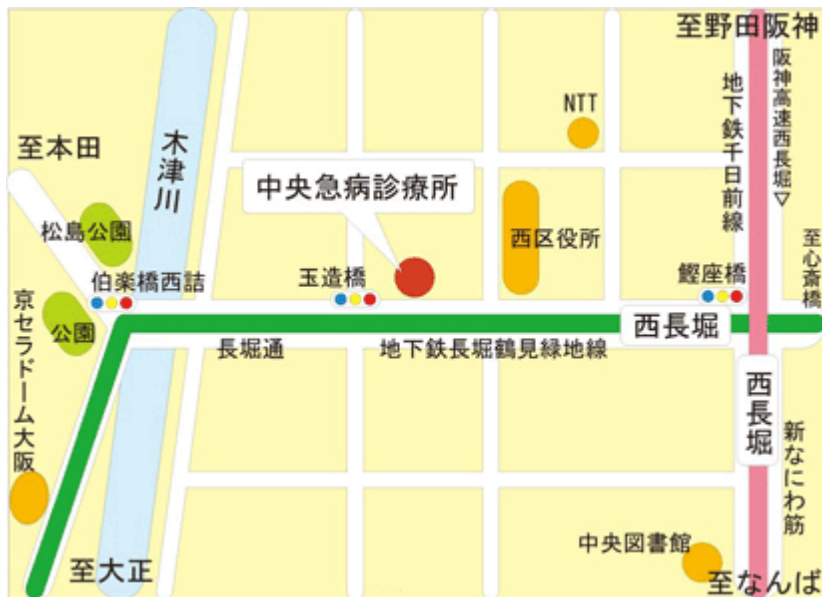 至野田阪神
阪神高速西長堀▽
地下鉄千日前線
NTT
至本田
木津川
中央急病診療所
松島公園
西区役所
至心斎橋
伯楽橋西詰
玉造橋
鰹座橋
京セラドーム大阪
公園
西長堀
長堀通
地下鉄長堀鶴見緑地線
西長堀
新なにわ筋
中央図書館
至大正
至なんば